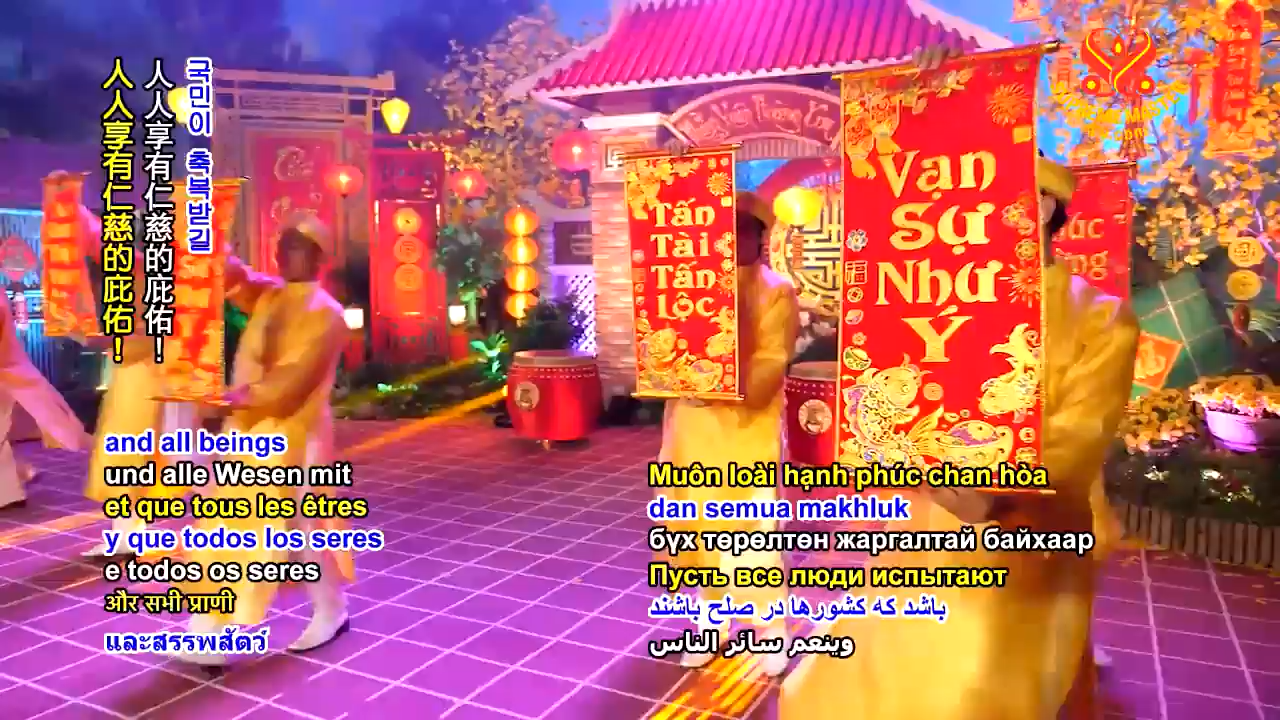 국민이 축복받길
人人享有仁慈的庇佑！
人人享有仁慈的庇佑！
Tấn
Tài
Tấn
Lộc
Vạn
Sự
Như
Ý
and all beings
und alle Wesen mit
et que tous les êtres
y que todos los seres
e todos os seres
और सभी प्राणी
และสรรพสัตว์
Muôn loài hạnh phúc chan hòa
dan semua makhluk
бүх төрөлтөн жаргалтай байхаар
Пусть все люди испытают
باشد که کشورها در صلح باشند
وينعم سائر الناس